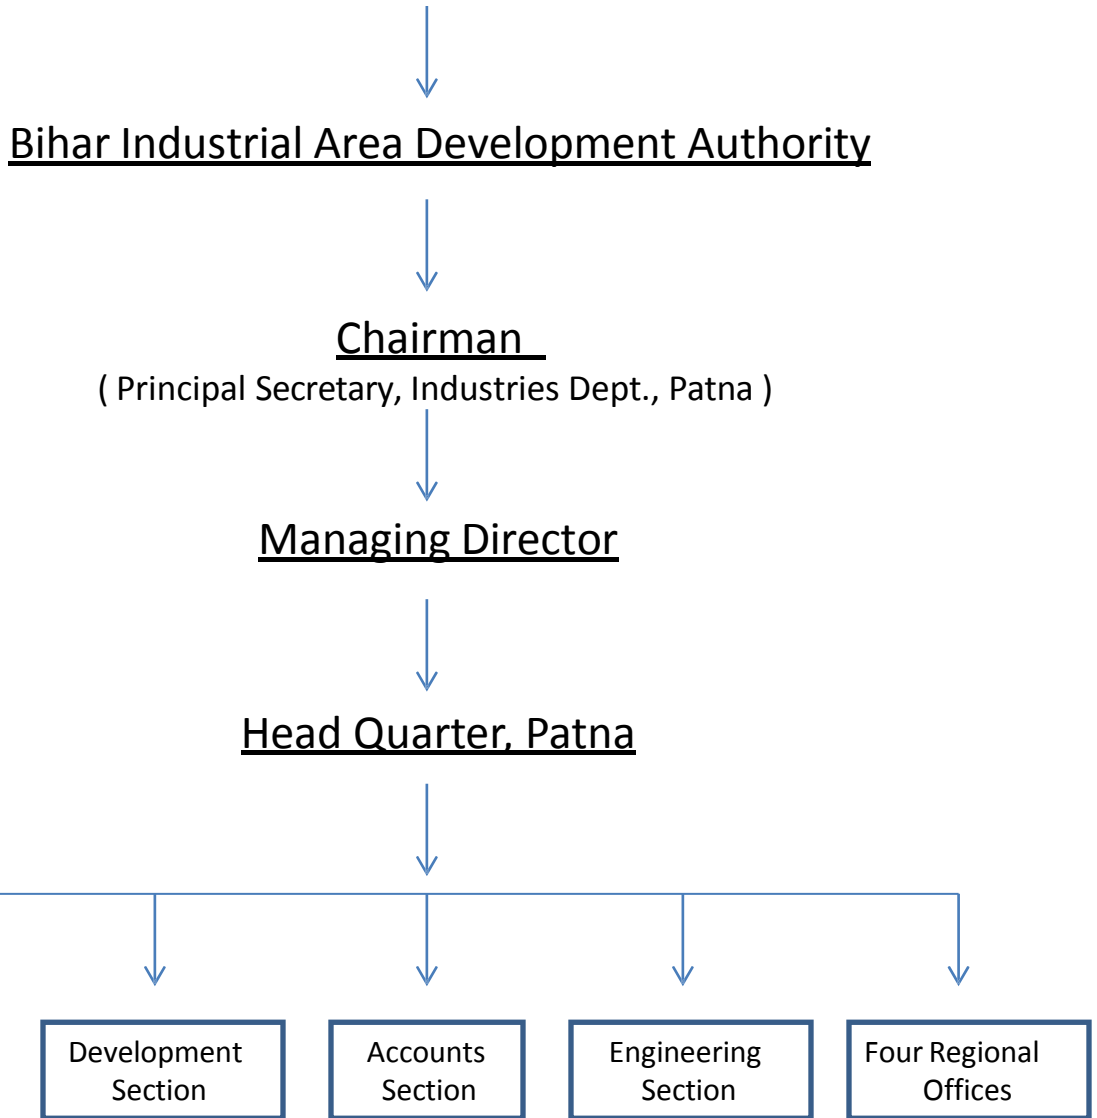 Bihar Industrial Area Development Authority
Chairman
( Principal Secretary, Industries Dept., Patna )
Managing Director
Head Quarter, Patna
Development
Section
Accounts
Section
Engineering
Section
Four Regional
Offices